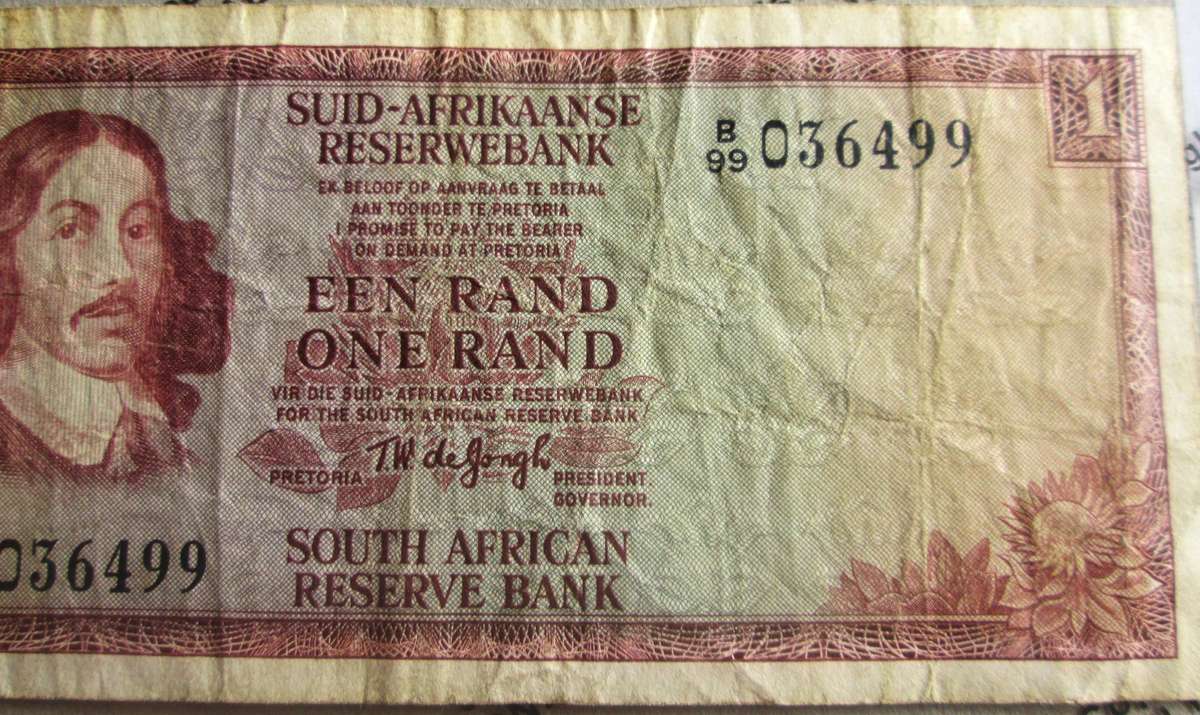 SUID-AFRIKAANSE
RESERWEBANK
B/99 036499
1
EK BELOOF OP AANVRAAG TE BETAAL
AAN TOONDER TE PRETORIA
I PROMISE TO PAY THE BEARER
ON DEMAND AT PRETORIA
EEN RAND
ONE RAND
VIR DIE SUID-AFRIKAANSE RESERWEBANK
FOR THE SOUTH AFRICAN RESERVE BANK
T.W. de Jongh
PRETORIA
PRESIDENT
GOVERNOR.
036499
SOUTH AFRICAN
RESERVE BANK